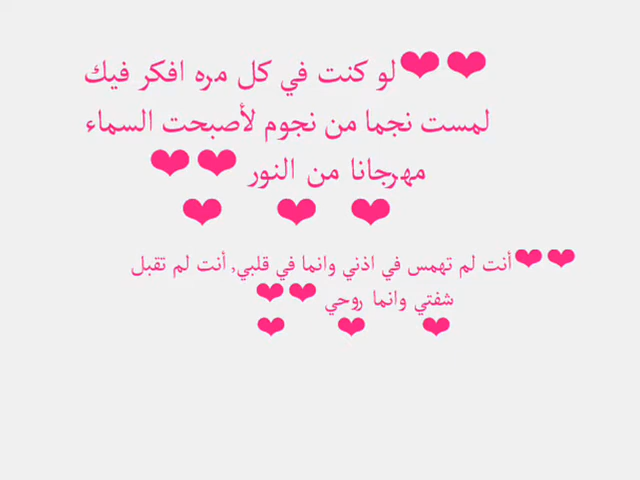 ❤❤لو كنت في كل مره افكر فيك
لمست نجما من نجوم لأصبحت السماء
مهرجانا من النور ❤❤
❤ ❤ ❤
❤❤أنت لم تهمس في اذني وانما في قلبي, أنت لم تقبل
شفتي وانما روحي ❤❤
❤ ❤ ❤